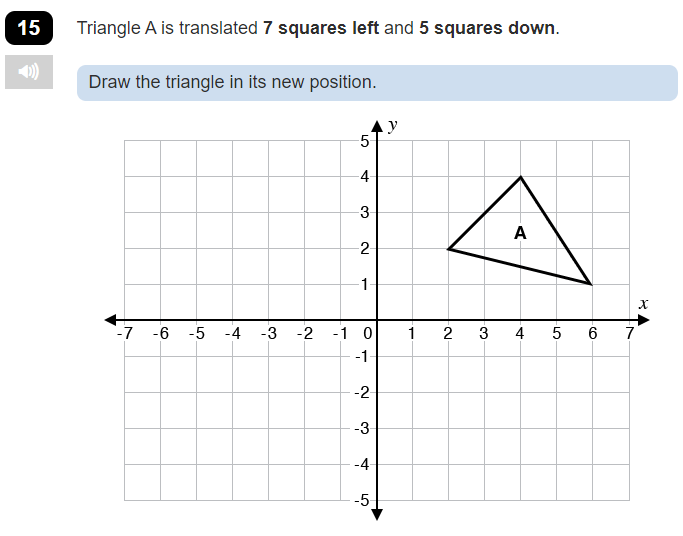 15 Triangle A is translated 7 squares left and 5 squares down.
Draw the triangle in its new position.
y
5
4
3
A
2
1
x
-7 -6 -5 -4 -3 -2 -1 0 1 2 3 4 5 6 7
-1
-2
-3
-4
-5